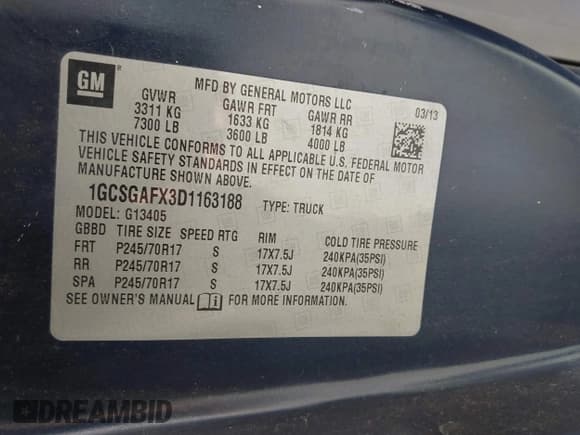 GM
®
MFD BY GENERAL MOTORS LLC
03/13
GVWR GAWR FRT GAWR RR
3311 KG 1633 KG 1814 KG
7300 LB 3600 LB 4000 LB
THIS VEHICLE CONFORMS TO ALL APPLICABLE U.S. FEDERAL MOTOR
VEHICLE SAFETY STANDARDS IN EFFECT ON THE DATE OF
MANUFACTURE SHOWN ABOVE.
1GCSGAFX3D1163188 TYPE: TRUCK
MODEL: G13405
GBBD TIRE SIZE SPEED RTG RIM COLD TIRE PRESSURE
FRT P245/70R17 S 17X7.5J 240KPA(35PSI)
RR P245/70R17 S 17X7.5J 240KPA(35PSI)
SPA P245/70R17 S 17X7.5J 240KPA(35PSI)
SEE OWNER'S MANUAL i FOR MORE INFORMATION.
DREAMBID